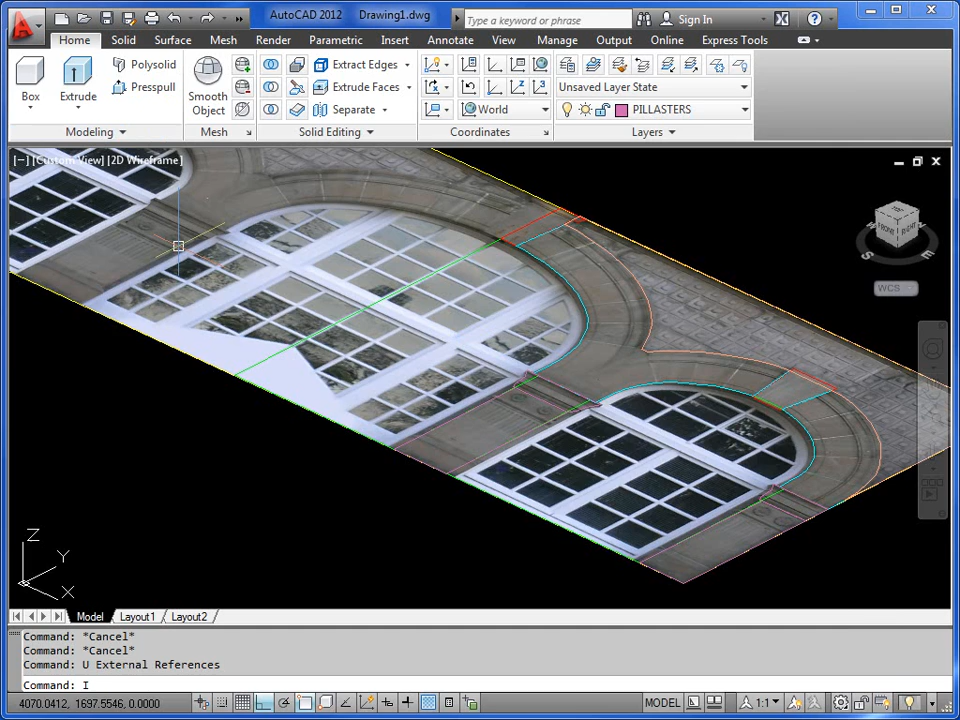 AutoCAD 2012 Drawing1.dwg
Type a keyword or phrase
Sign In
Home Solid Surface Mesh Render Parametric Insert Annotate View Manage Output Online Express Tools
Box
Extrude
Polysolid
Presspull
Modeling
Smooth Object
Mesh
Extract Edges
Extrude Faces
Separate
Solid Editing
World
Coordinates
Unsaved Layer State
PILLASTERS
Layers
[−] [Custom View] [2D Wireframe]
TOP
FRONT
RIGHT
S
E
WCS
Z
Y
X
Model Layout1 Layout2
Command: *Cancel*
Command: *Cancel*
Command: U External References
Command: I
4070.0412, 1697.5546, 0.0000
MODEL
1:1